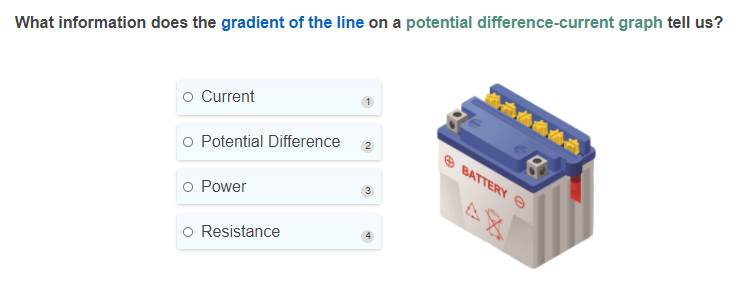 What information does the gradient of the line on a potential difference-current graph tell us?
Current
1
Potential Difference
2
Power
3
Resistance
4
BATTERY